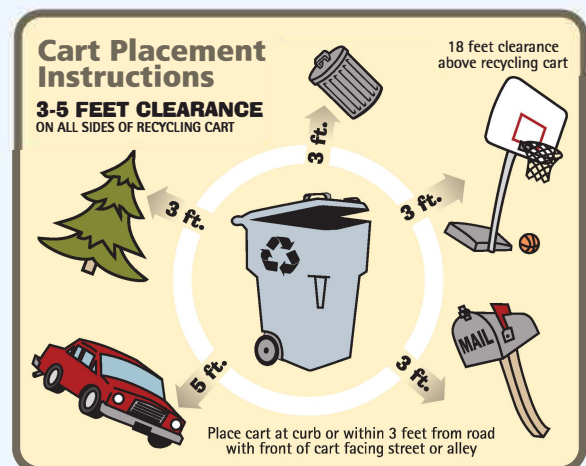 Cart Placement
Instructions
3-5 FEET CLEARANCE
ON ALL SIDES OF RECYCLING CART
18 feet clearance
above recycling cart
3 ft.
3 ft.
3 ft.
5 ft.
3 ft.
MAIL
Place cart at curb or within 3 feet from road
with front of cart facing street or alley